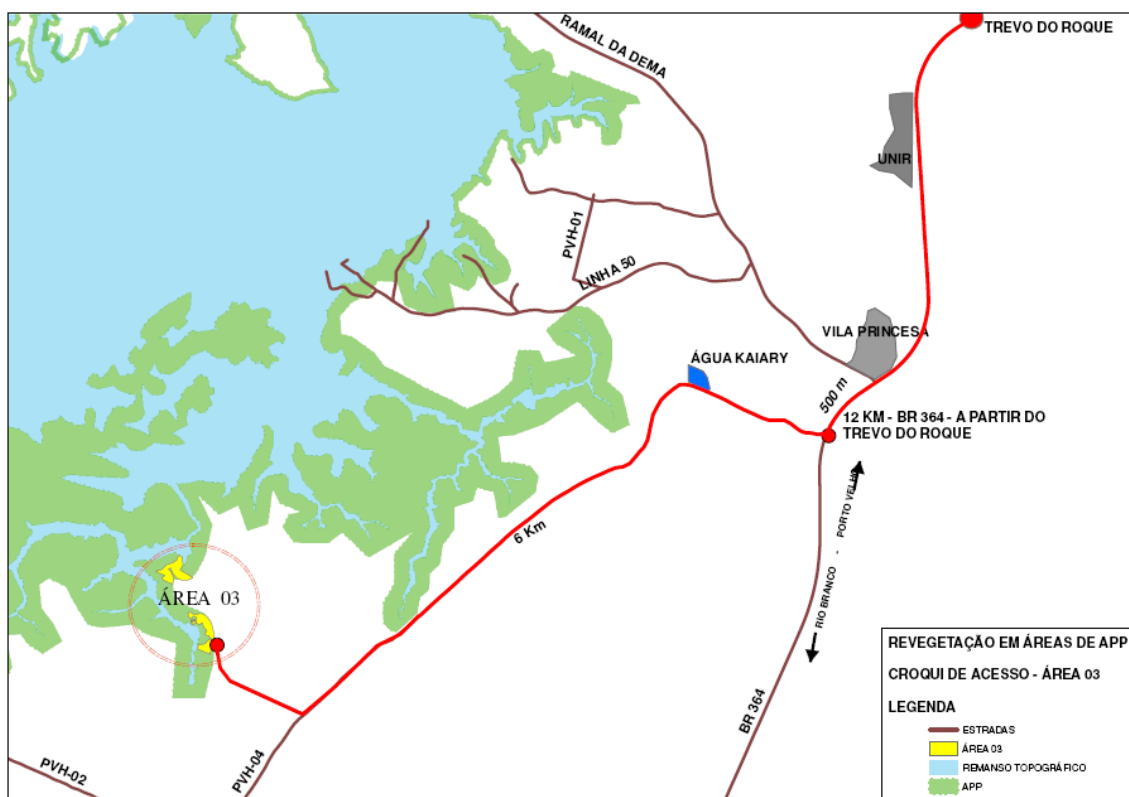 TREVO DO ROQUE
RAMAL DA DEMA
UNIR
PVH-01
LINHA 50
VILA PRINCESA
ÁGUA KAIARY
500 m
12 KM - BR 364 - A PARTIR DO
TREVO DO ROQUE
6 Km
RIO BRANCO - PORTO VELHO
ÁREA 03
BR 364
PVH-04
PVH-02
REVEGETAÇÃO EM ÁREAS DE APP
CROQUI DE ACESSO - ÁREA 03
LEGENDA
ESTRADAS
ÁREA 03
REMANSO TOPOGRÁFICO
APP